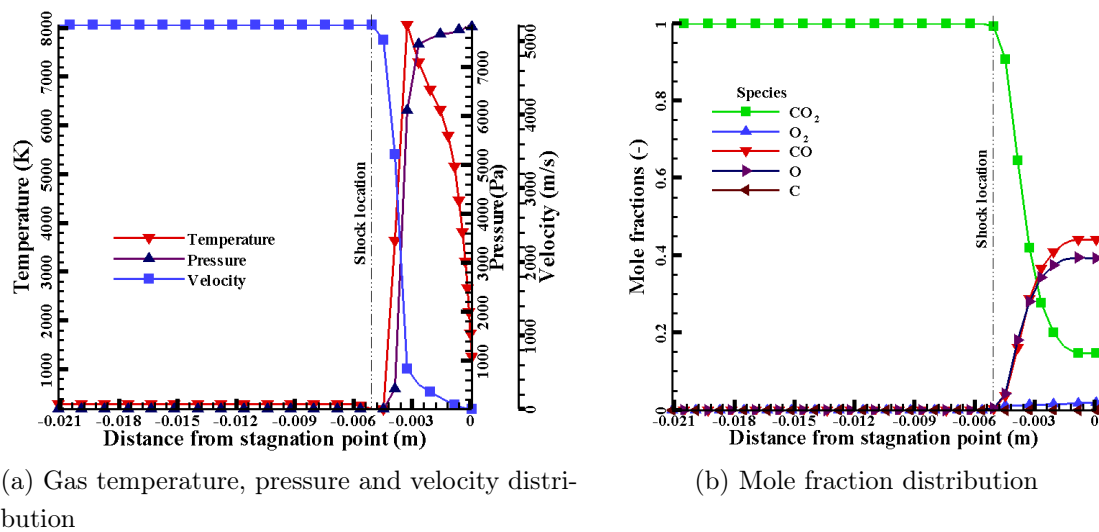 8000
7000
6000
5000
4000
3000
2000
1000
Temperature (K)
Temperature
Pressure
Velocity
Shock location
7000
6000
5000
4000
3000
2000
1000
Pressure(Pa)
5000
4000
3000
2000
1000
0
Velocity (m/s)
-0.021 -0.018 -0.015 -0.012 -0.009 -0.006 -0.003 0
Distance from stagnation point (m)
(a) Gas temperature, pressure and velocity distri-
bution
1
0.8
0.6
0.4
0.2
0
Mole fractions (-)
Species
CO2
O2
CO
O
C
Shock location
-0.021 -0.018 -0.015 -0.012 -0.009 -0.006 -0.003 0
Distance from stagnation point (m)
(b) Mole fraction distribution